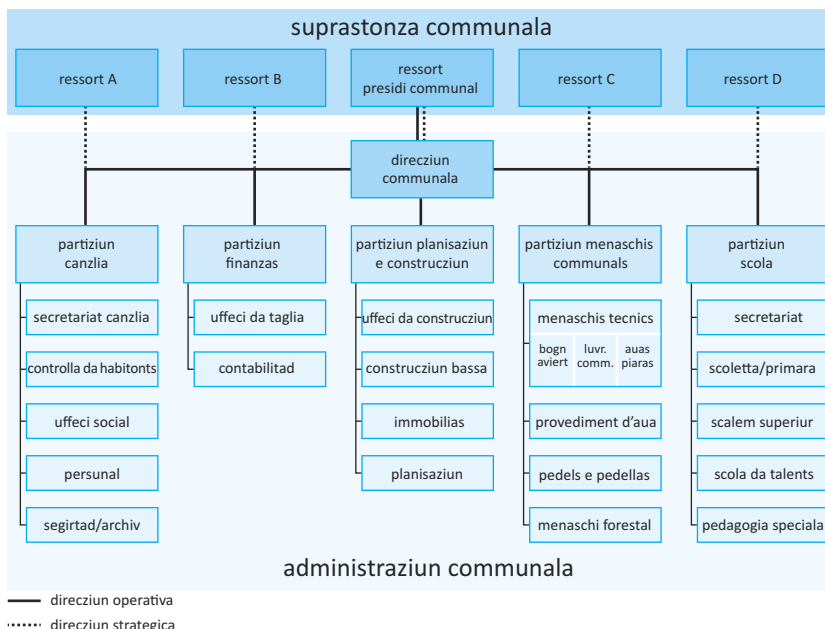 suprastonza communala
ressort A
ressort B
ressort
presidi communal
ressort C
ressort D
direcziun
communala
partiziun
canzlia
partiziun
finanzas
partiziun planisaziun
e construcziun
partiziun menaschis
communals
partiziun
scola
secretariat canzlia
uffeci da taglia
uffeci da construcziun
menaschis tecnics
secretariat
controlla da habitonts
contabilitad
construcziun bassa
bogn
aviert
luvr.
comm.
auas
piaras
scoletta/primara
uffeci social
immobilias
provediment d'aua
scalem superiur
persunal
planisaziun
pedels e pedellas
scola da talents
segirtad/archiv
menaschi forestal
pedagogia speciala
administraziun communala
direcziun operativa
direcziun strategica